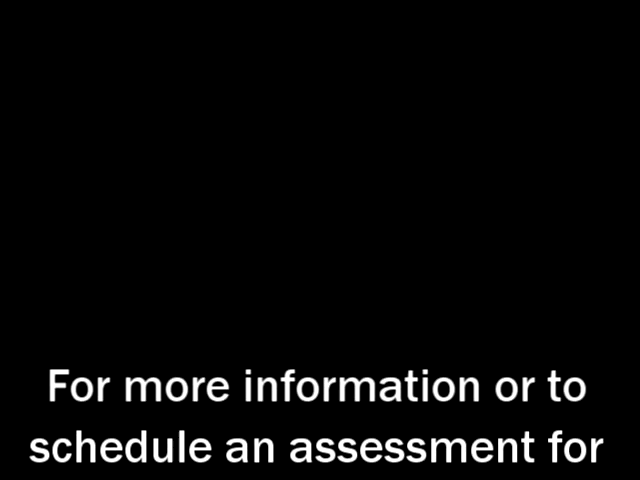 For more information or to
schedule an assessment for